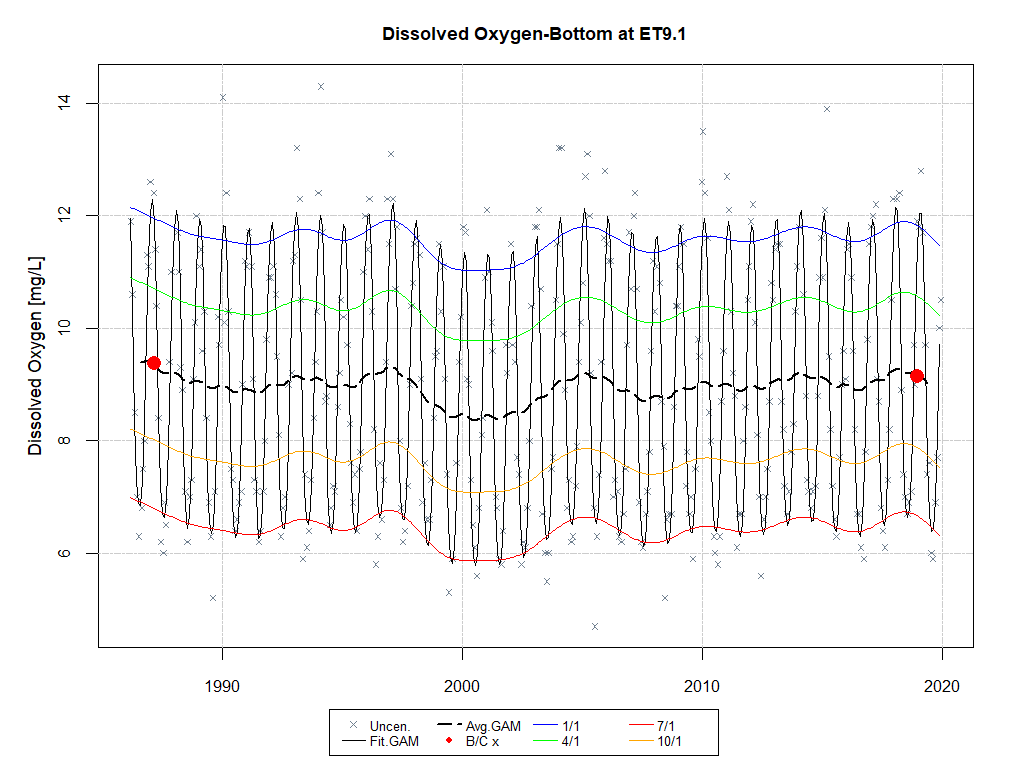 Dissolved Oxygen-Bottom at ET9.1
Dissolved Oxygen [mg/L]
14
12
10
8
6
1990
2000
2010
2020
Uncen. Avg.GAM 1/1 7/1
Fit.GAM B/C x 4/1 10/1